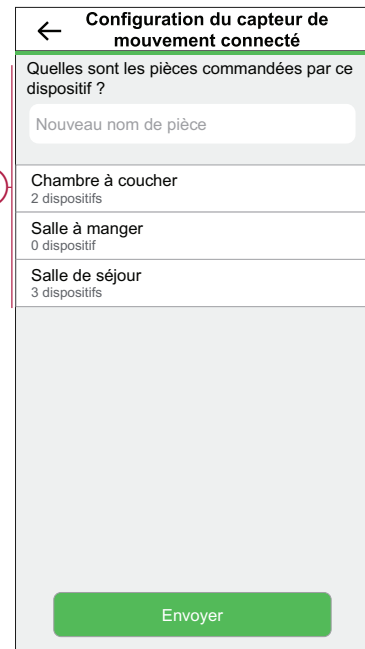 Configuration du capteur de
mouvement connecté
Quelles sont les pièces commandées par ce
dispositif ?
Nouveau nom de pièce
Chambre à coucher
2 dispositifs
Salle à manger
0 dispositif
Salle de séjour
3 dispositifs
Envoyer